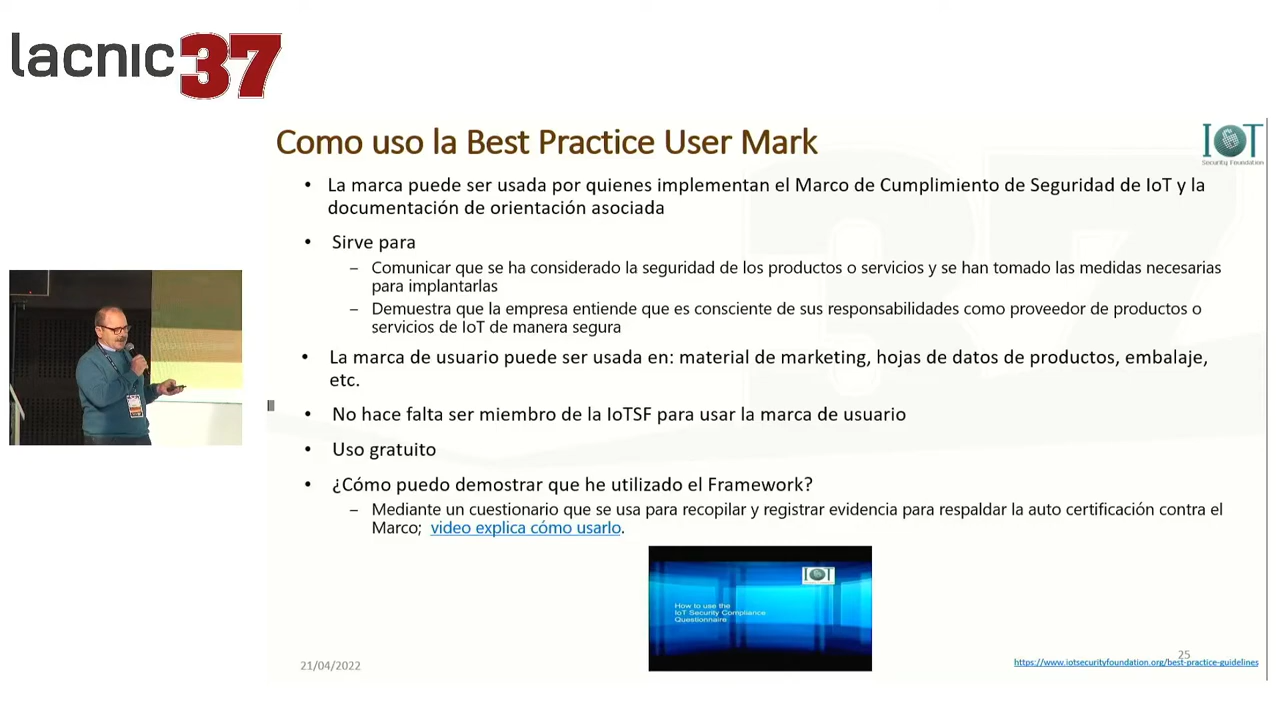 lacnic37
Como uso la Best Practice User Mark
IOT
Security Foundation
• La marca puede ser usada por quienes implementan el Marco de Cumplimiento de Seguridad de IoT y la
documentación de orientación asociada
• Sirve para
– Comunicar que se ha considerado la seguridad de los productos o servicios y se han tomado las medidas necesarias
para implantarlas
– Demuestra que la empresa entiende que es consciente de sus responsabilidades como proveedor de productos o
servicios de IoT de manera segura
• La marca de usuario puede ser usada en: material de marketing, hojas de datos de productos, embalaje,
etc.
• No hace falta ser miembro de la IoTSF para usar la marca de usuario
• Uso gratuito
• ¿Cómo puedo demostrar que he utilizado el Framework?
– Mediante un cuestionario que se usa para recopilar y registrar evidencia para respaldar la auto certificación contra el
Marco; video explica cómo usarlo.
IOT
How to use the
IoT Security Compliance
Questionnaire
21/04/2022
25
https://www.iotsecurityfoundation.org/best-practice-guidelines